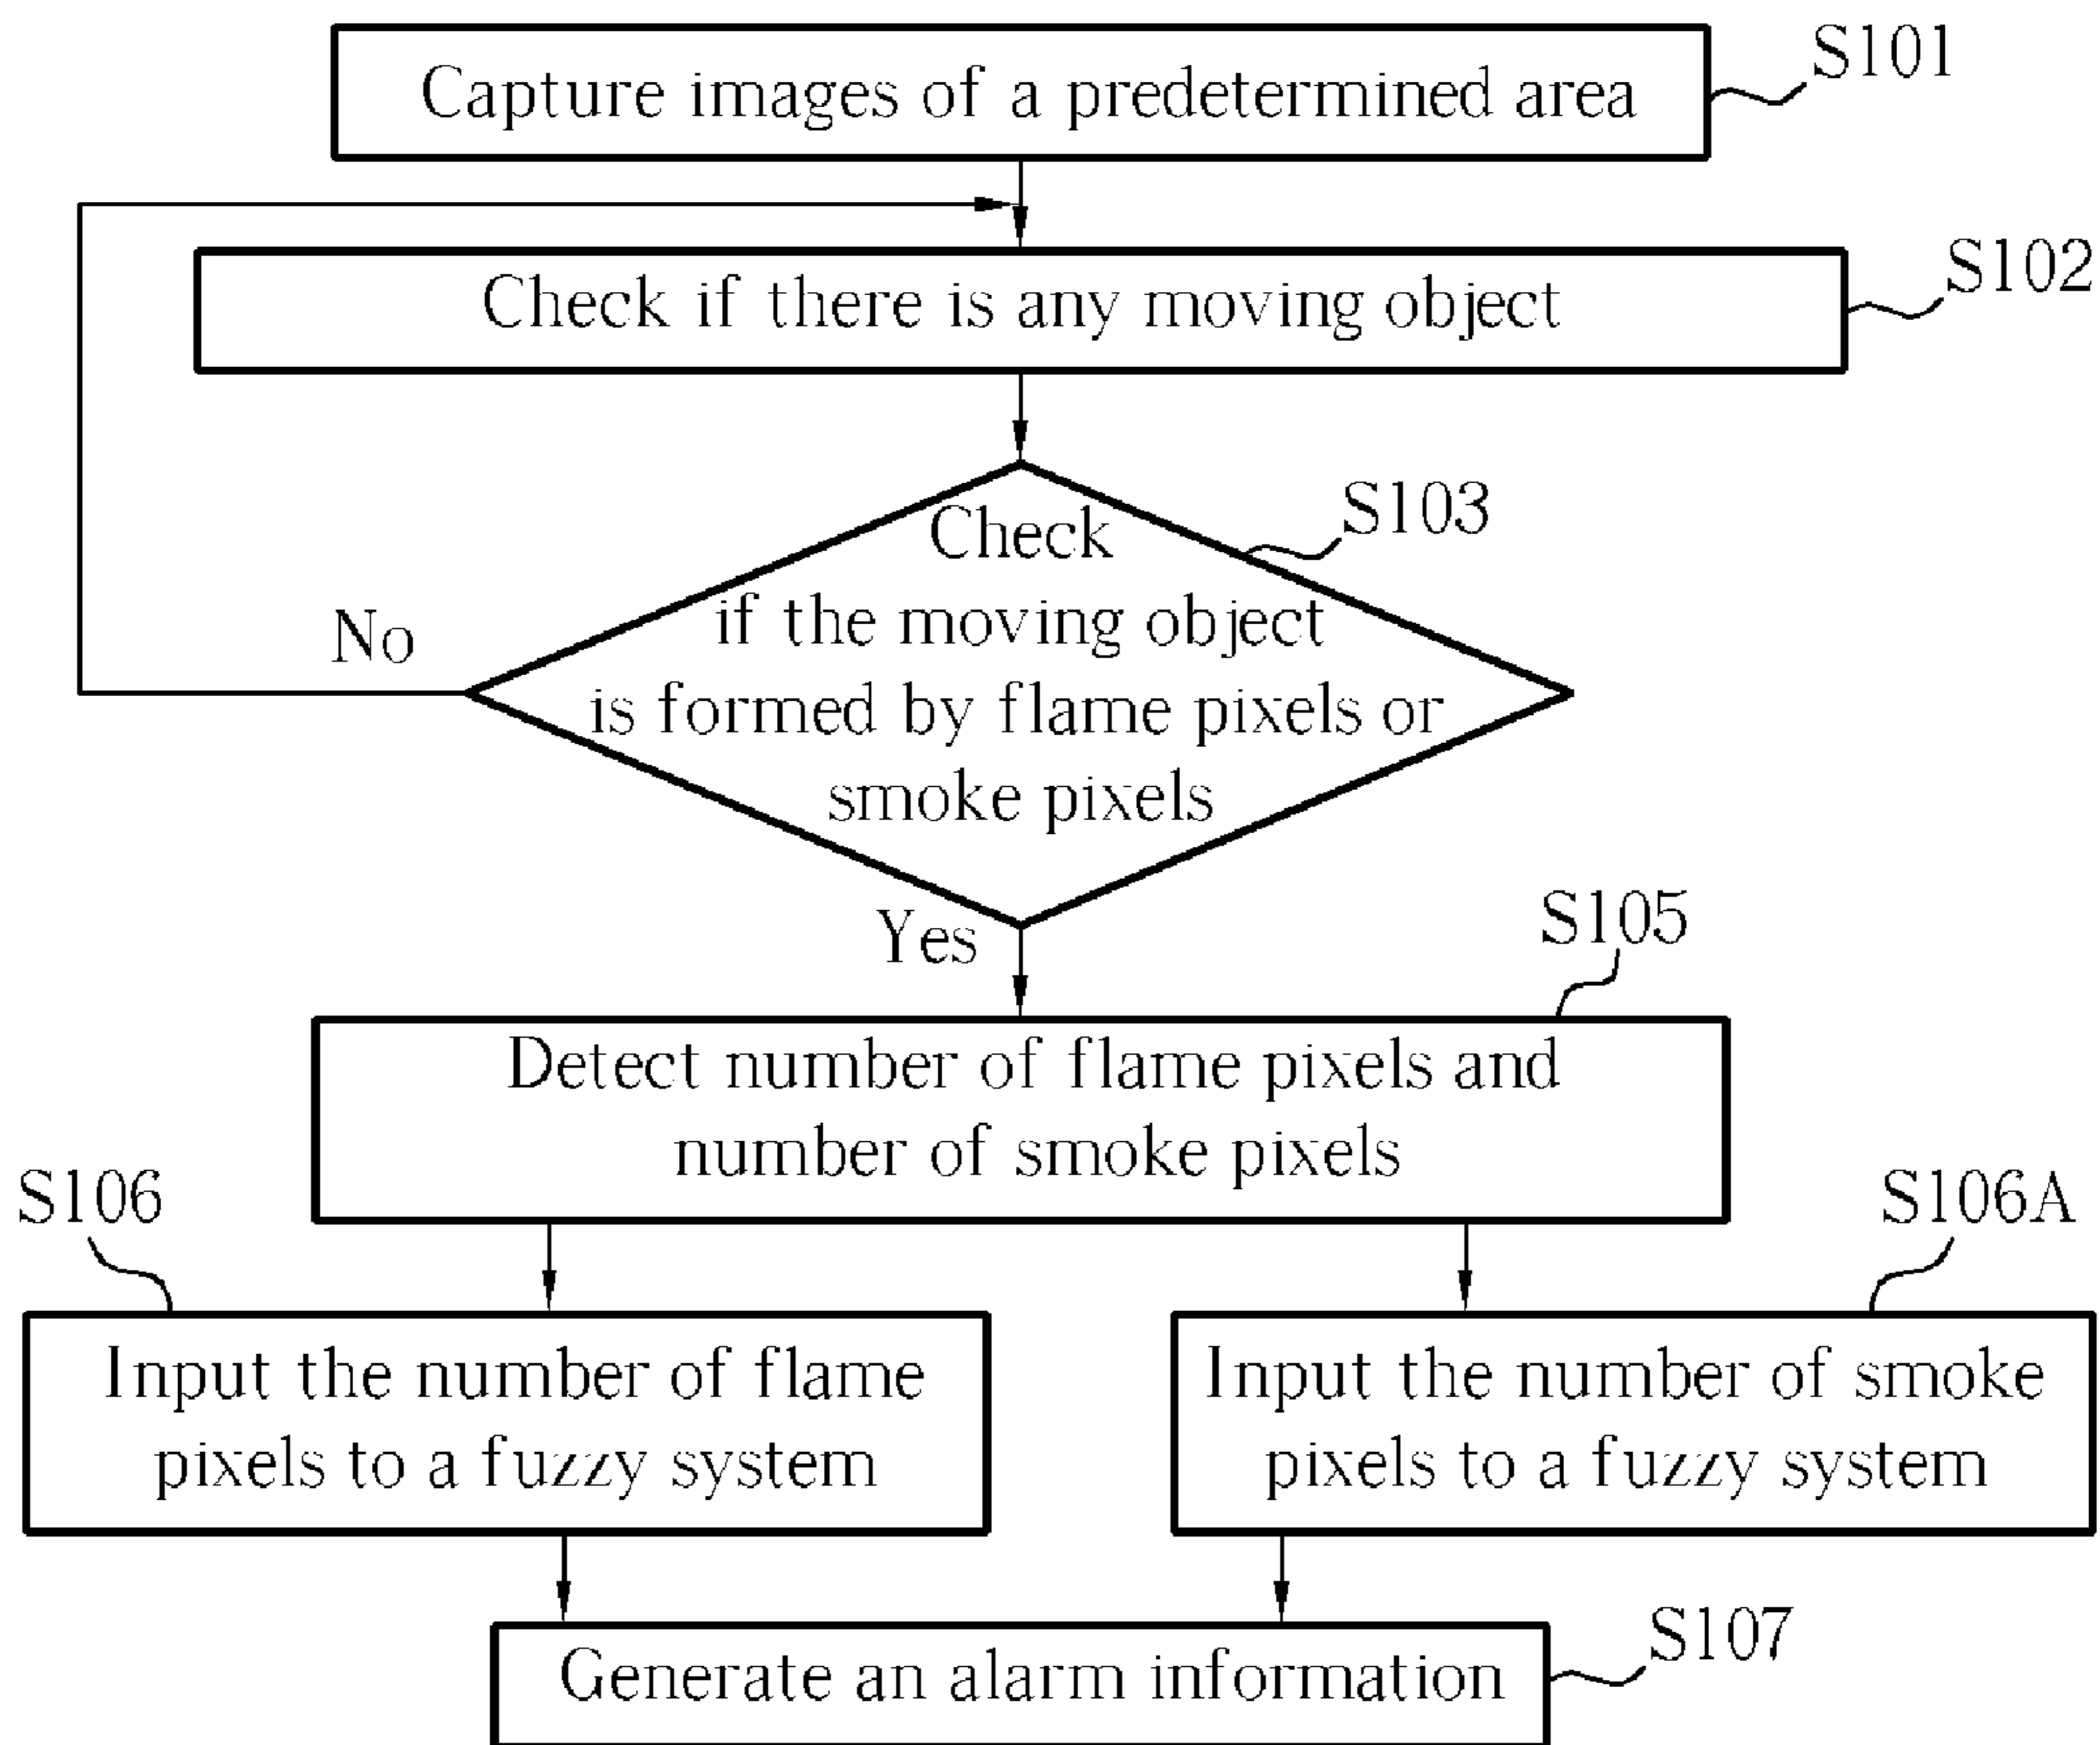 Capture images of a predetermined area
S101
Check if there is any moving object
S102
Check
if the moving object
is formed by flame pixels or
smoke pixels
S103
No
Yes
Detect number of flame pixels and
number of smoke pixels
S105
S106
Input the number of flame
pixels to a fuzzy system
S106A
Input the number of smoke
pixels to a fuzzy system
Generate an alarm information
S107